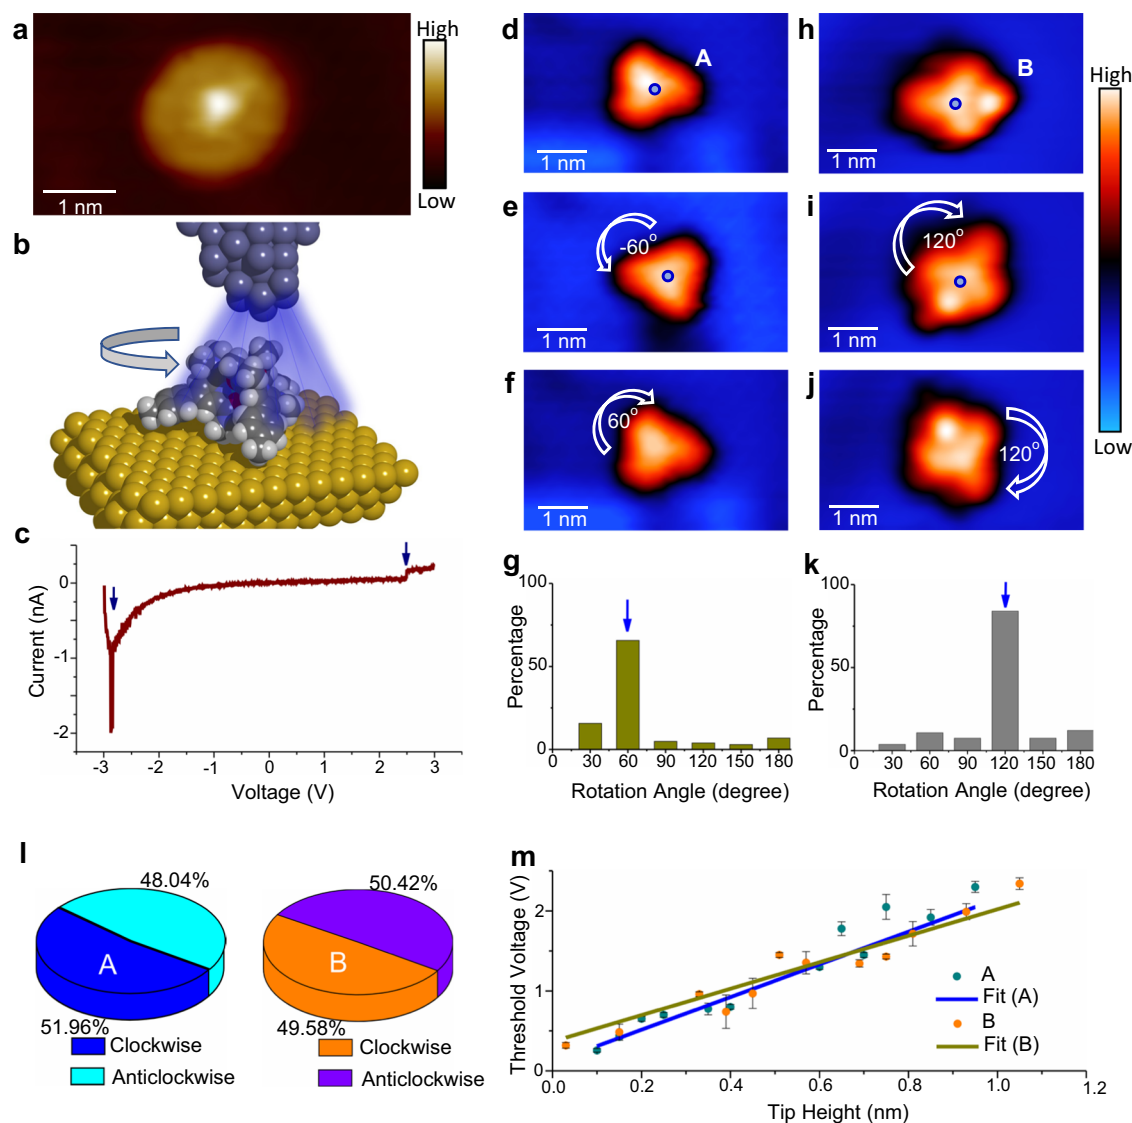 a
High
Low
1 nm
b
c
Current (nA)
0
-1
-2
-3
-2
-1
0
1
2
3
Voltage (V)
d
A
1 nm
e
-60°
1 nm
f
60°
1 nm
h
B
1 nm
i
120°
1 nm
j
120°
1 nm
High
Low
g
Percentage
100
50
0
0
30
60
90
120
150
180
Rotation Angle (degree)
k
Percentage
100
50
0
0
30
60
90
120
150
180
Rotation Angle (degree)
l
48.04%
A
51.96%
Clockwise
Anticlockwise
50.42%
B
49.58%
Clockwise
Anticlockwise
m
Threshold Voltage (V)
2
1
0
0.0
0.2
0.4
0.6
0.8
1.0
1.2
Tip Height (nm)
A
Fit (A)
B
Fit (B)